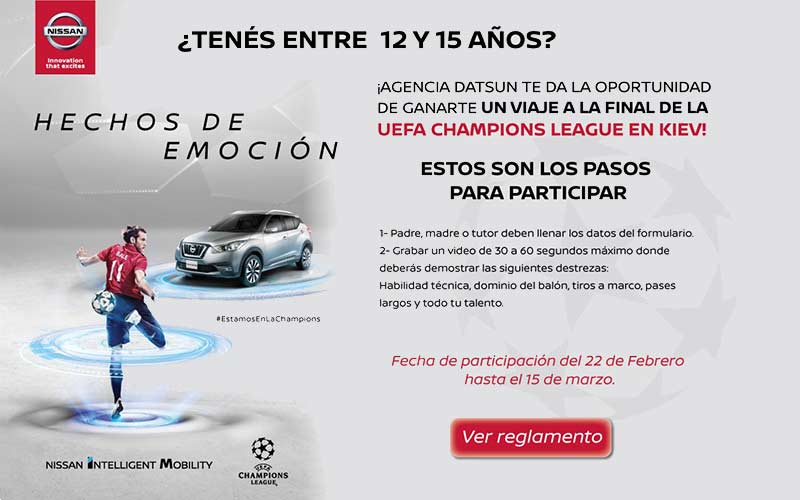 NISSAN
Innovation
that excites
¿TENÉS ENTRE 12 Y 15 AÑOS?
HECHOS DE
EMOCIÓN
¡AGENCIA DATSUN TE DA LA OPORTUNIDAD
DE GANARTE UN VIAJE A LA FINAL DE LA
UEFA CHAMPIONS LEAGUE EN KIEV!
ESTOS SON LOS PASOS
PARA PARTICIPAR
1- Padre, madre o tutor deben llenar los datos del formulario.
2- Grabar un video de 30 a 60 segundos máximo donde
deberás demostrar las siguientes destrezas:
Habilidad técnica, dominio del balón, tiros a marco, pases
largos y todo tu talento.
BALE
11
#EstamosEnLaChampions
Fecha de participación del 22 de Febrero
hasta el 15 de marzo.
Ver reglamento
NISSAN INTELLIGENT MOBILITY
UEFA
CHAMPIONS
LEAGUE